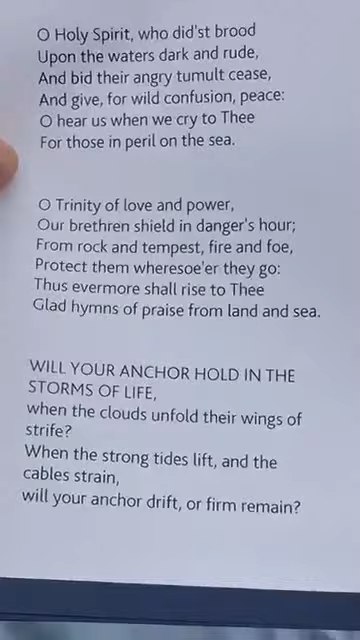 O Holy Spirit, who did'st brood
Upon the waters dark and rude,
And bid their angry tumult cease,
And give, for wild confusion, peace:
O hear us when we cry to Thee
For those in peril on the sea.
O Trinity of love and power,
Our brethren shield in danger's hour;
From rock and tempest, fire and foe,
Protect them wheresoe'er they go:
Thus evermore shall rise to Thee
Glad hymns of praise from land and sea.
WILL YOUR ANCHOR HOLD IN THE
STORMS OF LIFE,
when the clouds unfold their wings of
strife?
When the strong tides lift, and the
cables strain,
will your anchor drift, or firm remain?